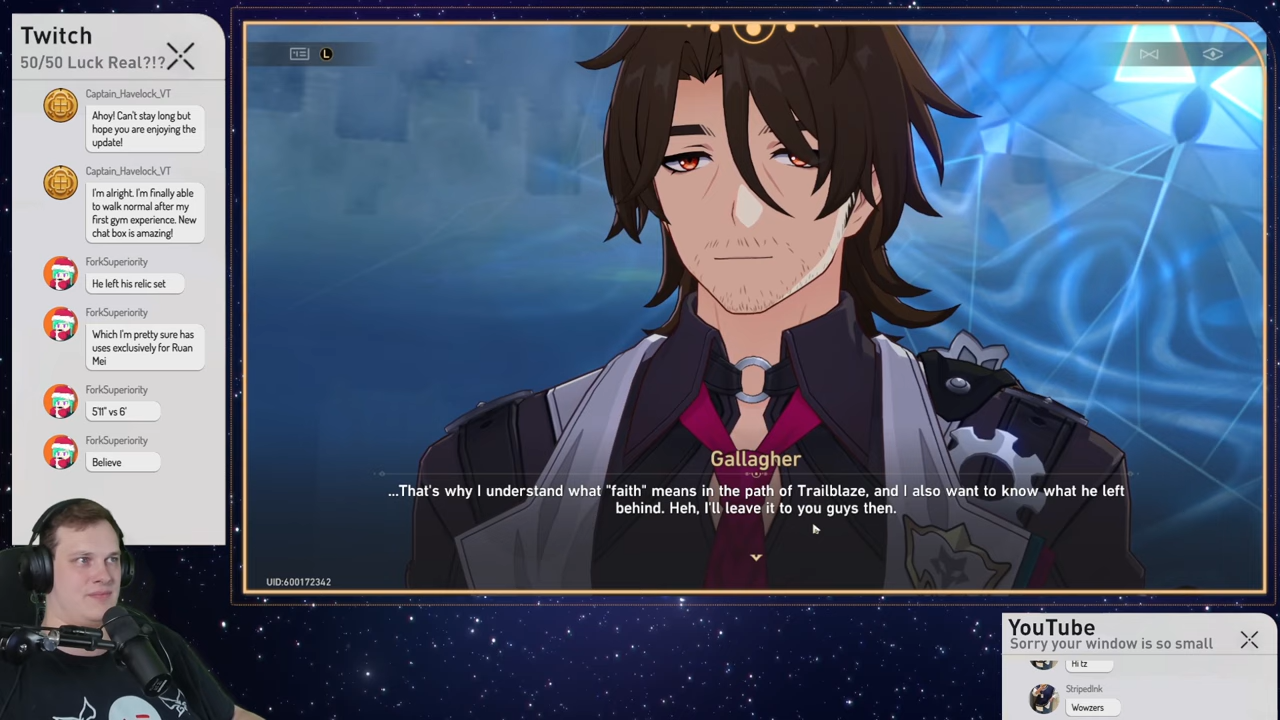 Twitch
50/50 Luck Real?!?
Captain_Havelock_VT
Ahoy! Can't stay long but
hope you are enjoying the
update!
Captain_Havelock_VT
I'm alright. I'm finally able
to walk normal after my
first gym experience. New
chat box is amazing!
ForkSuperiority
He left his relic set
ForkSuperiority
Which I'm pretty sure has
uses exclusively for Ruan
Mei
ForkSuperiority
5'11" vs 6'
ForkSuperiority
Believe
L
Gallagher
...That's why I understand what "faith" means in the path of Trailblaze, and I also want to know what he left
behind. Heh, I'll leave it to you guys then.
UID:600172342
YouTube
Sorry your window is so small
Hi tz
StripedInk
Wowzers